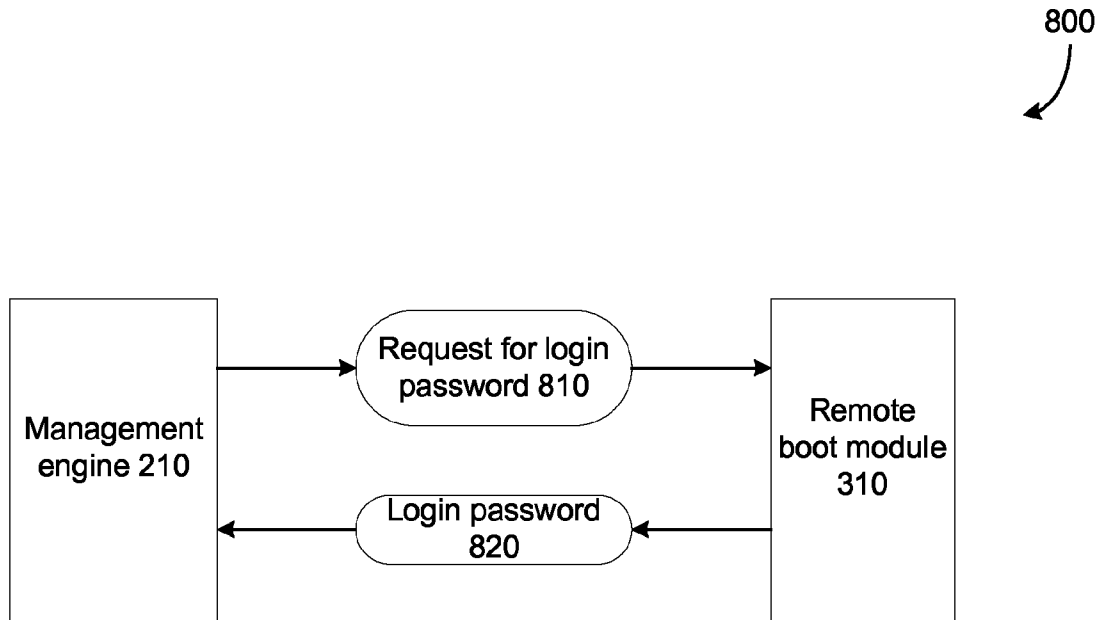 800
Request for login
password 810
Management
engine 210
Remote
boot module
310
Login password
820